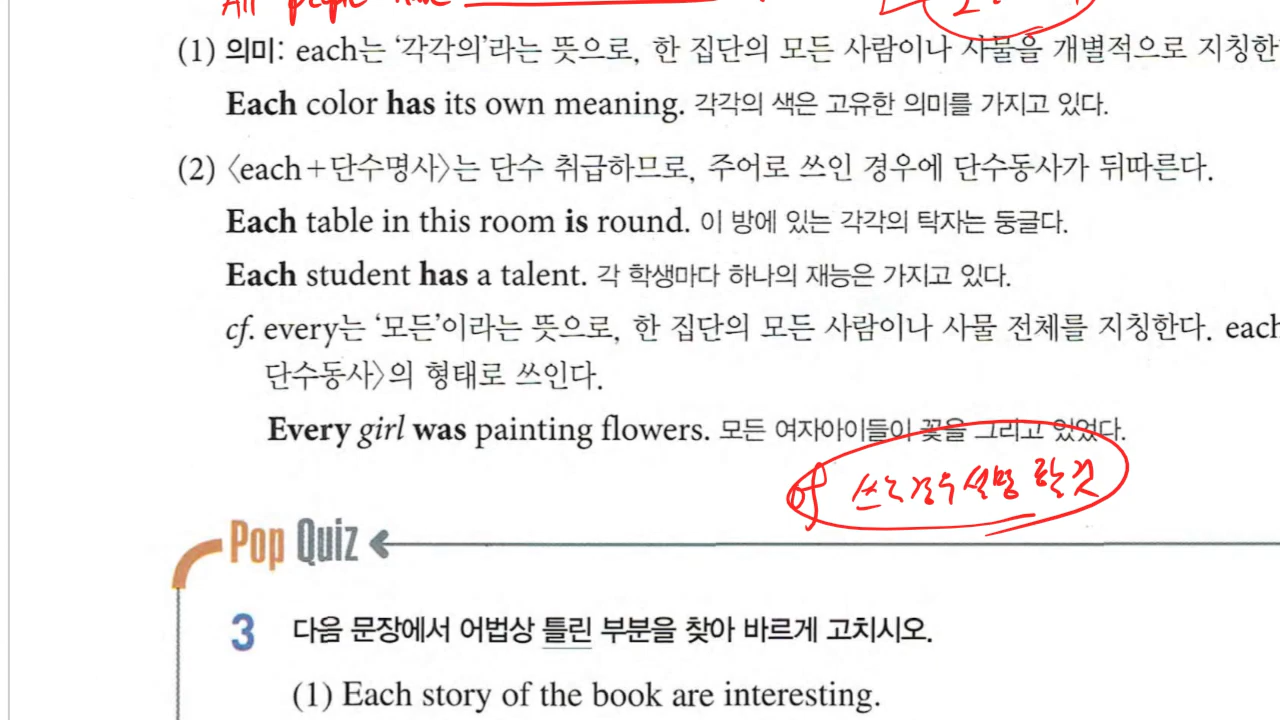 All people have
(1) 의미: each는 '각각의'라는 뜻으로, 한 집단의 모든 사람이나 사물을 개별적으로 지칭한
Each color has its own meaning. 각각의 색은 고유한 의미를 가지고 있다.
(2) 〈each+단수명사〉는 단수 취급하므로, 주어로 쓰인 경우에 단수동사가 뒤따른다.
Each table in this room is round. 이 방에 있는 각각의 탁자는 둥글다.
Each student has a talent. 각 학생마다 하나의 재능은 가지고 있다.
cf. every는 '모든'이라는 뜻으로, 한 집단의 모든 사람이나 사물 전체를 지칭한다. each
단수동사〉의 형태로 쓰인다.
Every girl was painting flowers. 모든 여자아이들이 꽃을 그리고 있었다.
of 쓰는 경우 설명 할것
Pop Quiz
3 다음 문장에서 어법상 틀린 부분을 찾아 바르게 고치시오.
(1) Each story of the book are interesting.